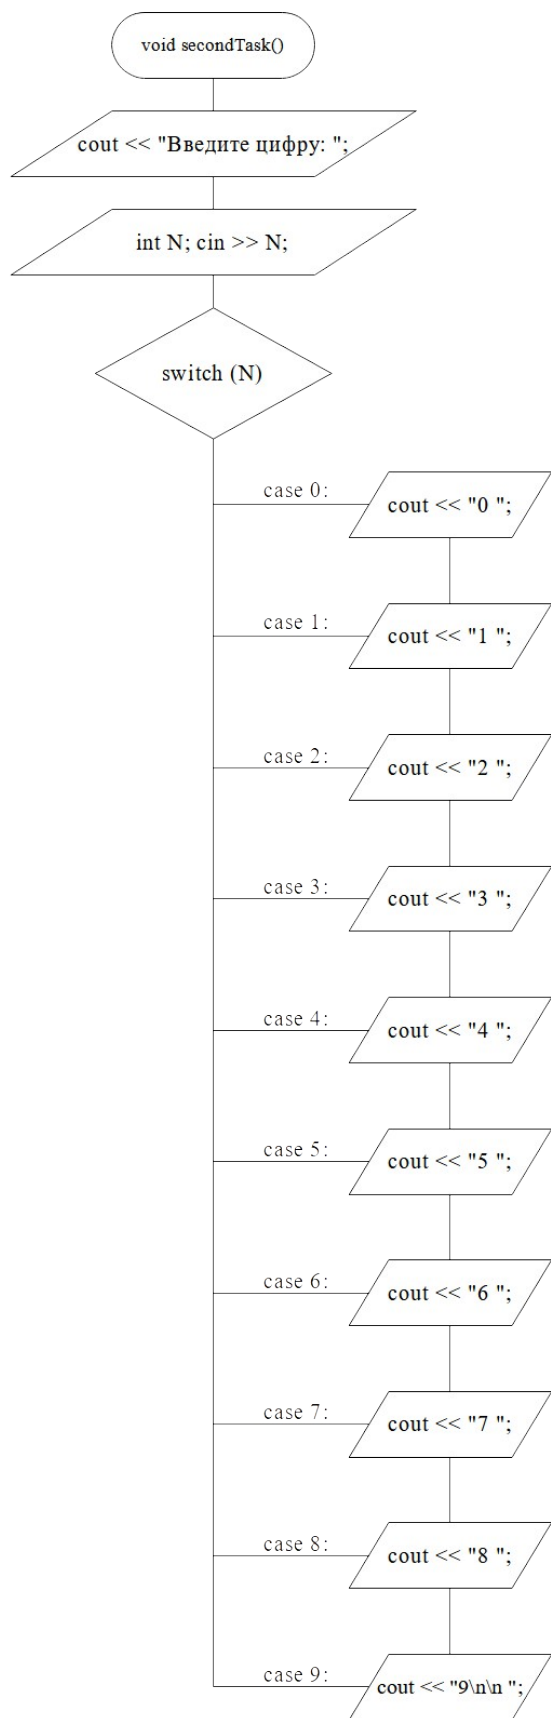 void secondTask()
cout << "Введите цифру: ";
int N; cin >> N;
switch (N)
case 0:
cout << "0 ";
case 1:
cout << "1 ";
case 2:
cout << "2 ";
case 3:
cout << "3 ";
case 4:
cout << "4 ";
case 5:
cout << "5 ";
case 6:
cout << "6 ";
case 7:
cout << "7 ";
case 8:
cout << "8 ";
case 9:
cout << "9\n\n ";